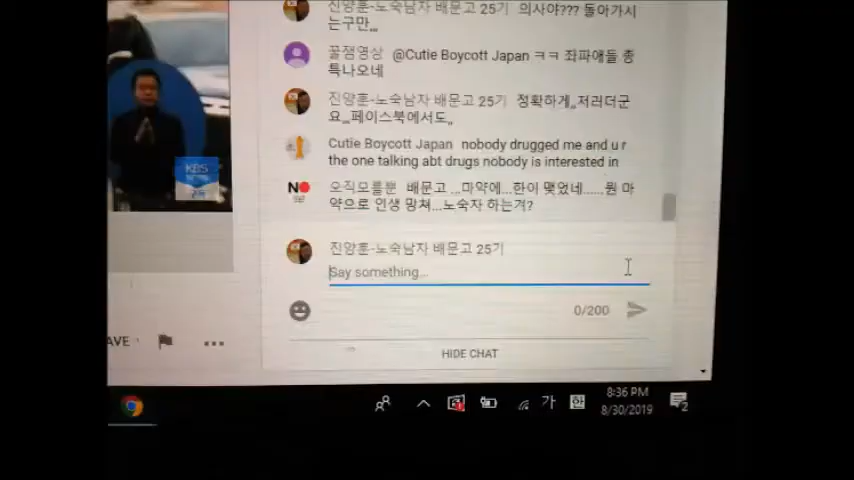 진양훈-노숙남자 배문고 25기 의사야??? 돌아가시
는구만,,,
꿀잼영상 @Cutie Boycott Japan ㅋㅋ 좌파애들 종
특나오네
진양훈-노숙남자 배문고 25기 정확하게,,저러더군
요,,,페이스북에서도,,
Cutie Boycott Japan nobody drugged me and u r
the one talking abt drugs nobody is interested in
오직모를뿐 배문고 ...마약에...한이 맺었네......뭔 마
약으로 인생 망쳐...노숙자 하는겨?
진양훈-노숙남자 배문고 25기
Say something...
0/200
HIDE CHAT
AVE
KBS
NO
가
한
8:36 PM
8/30/2019
2